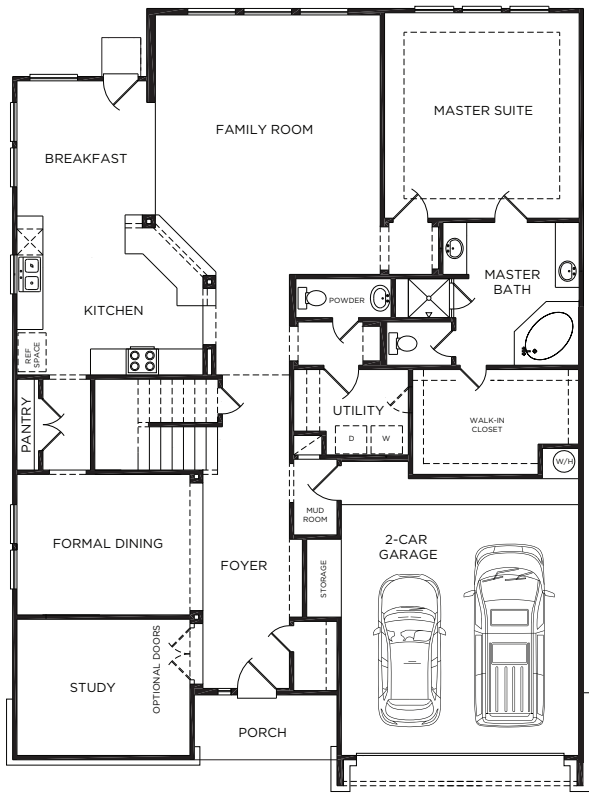 MASTER SUITE
FAMILY ROOM
BREAKFAST
MASTER
BATH
POWDER
KITCHEN
REF
SPACE
PANTRY
UTILITY
D
W
WALK-IN
CLOSET
W/H
MUD
ROOM
FORMAL DINING
FOYER
2-CAR
GARAGE
STORAGE
OPTIONAL DOORS
STUDY
PORCH